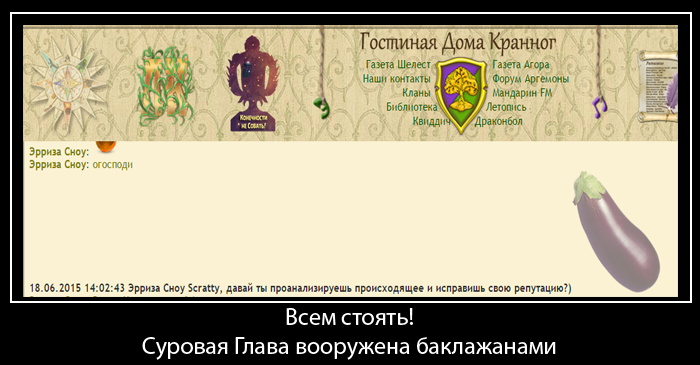 Гостиная Дома Кранног
Газета Шелест
Газета Агора
Наши контакты
Форум Аргемоны
Кланы
Мандарин FM
Библиотека
Летопись
Квиддич
Драконбол
Конечности
не Совать!
Эрриза Сноу:
Эрриза Сноу: огосподи
18.06.2015 14:02:43 Эрриза Сноу Scratty, давай ты проанализируешь происходящее и исправишь свою репутацию?)
Всем стоять!
Суровая Глава вооружена баклажанами